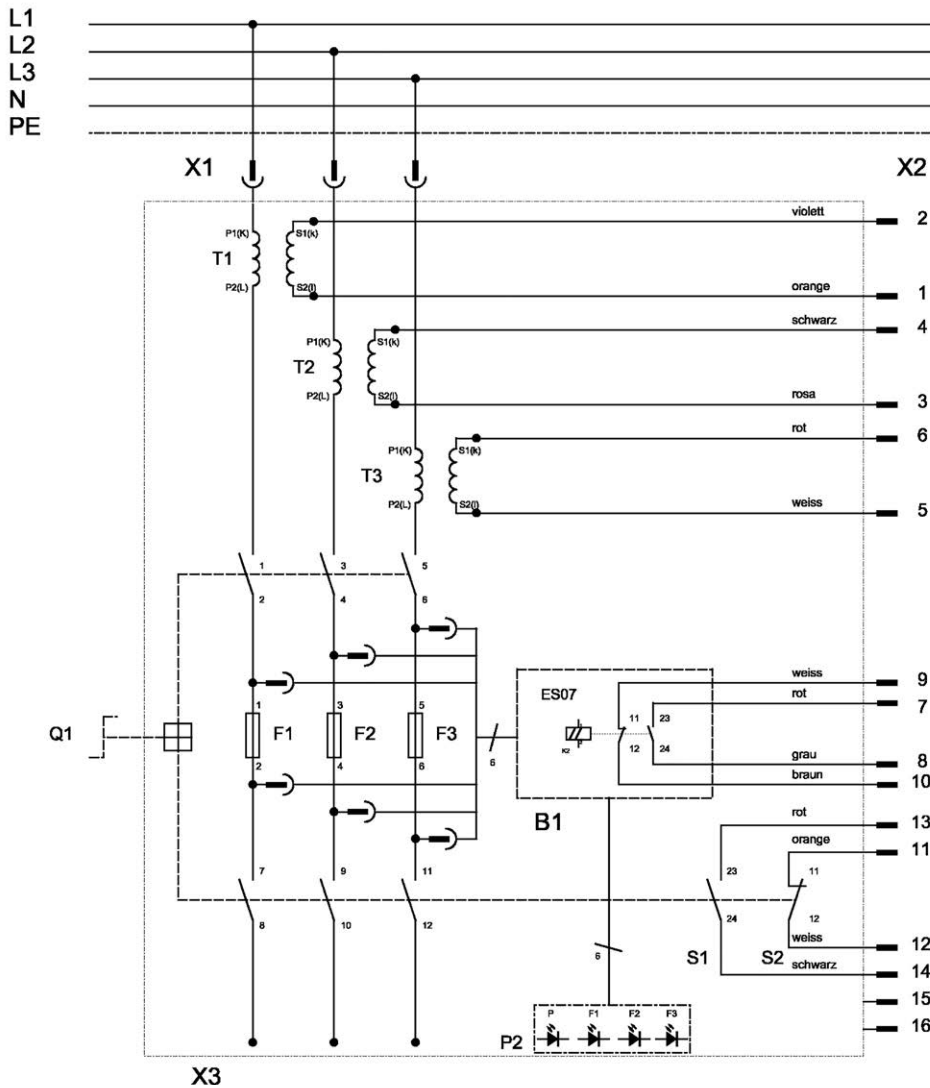 L1
L2
L3
N
PE
X1
X2
violett
2
P1(K)
S1(k)
T1
P2(L)
S2(l)
orange
1
schwarz
4
P1(K)
S1(k)
T2
P2(L)
S2(l)
rosa
3
rot
6
P1(K)
S1(k)
T3
P2(L)
S2(l)
weiss
5
1
3
5
2
4
6
weiss
9
ES07
rot
7
1
3
5
11
23
Q1
F1
F2
F3
K2
12
24
2
4
6
6
grau
8
braun
10
B1
rot
13
orange
11
7
9
11
23
11
8
10
12
24
12
weiss
12
S1
S2
6
schwarz
14
15
P
F1
F2
F3
16
P2
X3